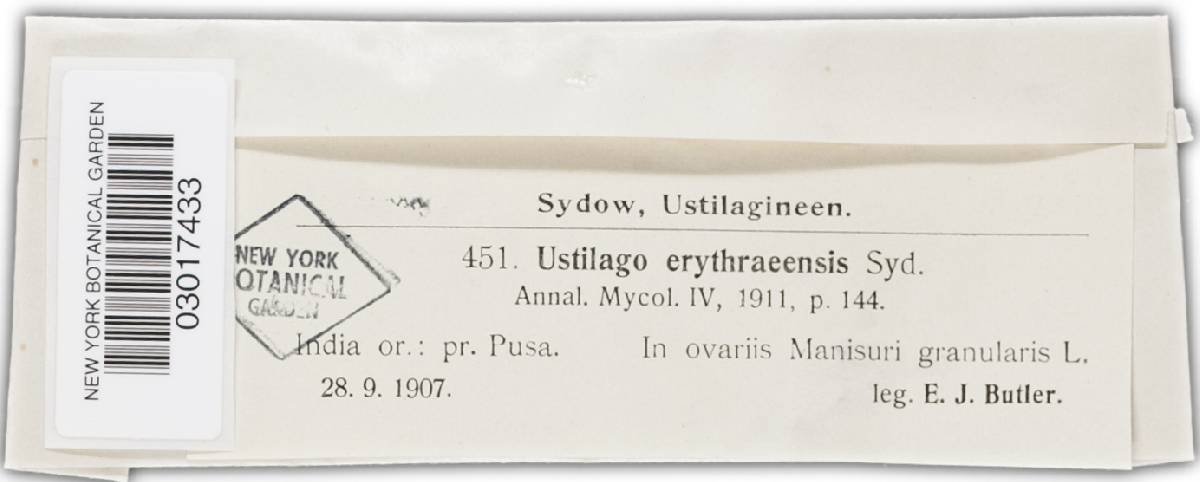 NEW YORK BOTANICAL GARDEN
03017433
Sydow, Ustilagineen.
451. Ustilago erythraeensis Syd.
Annal. Mycol. IV, 1911, p. 144.
NEW YORK
OTANICAL
GARDEN
India or.: pr. Pusa. In ovariis Manisuri granularis L.
28. 9. 1907. leg. E. J. Butler.